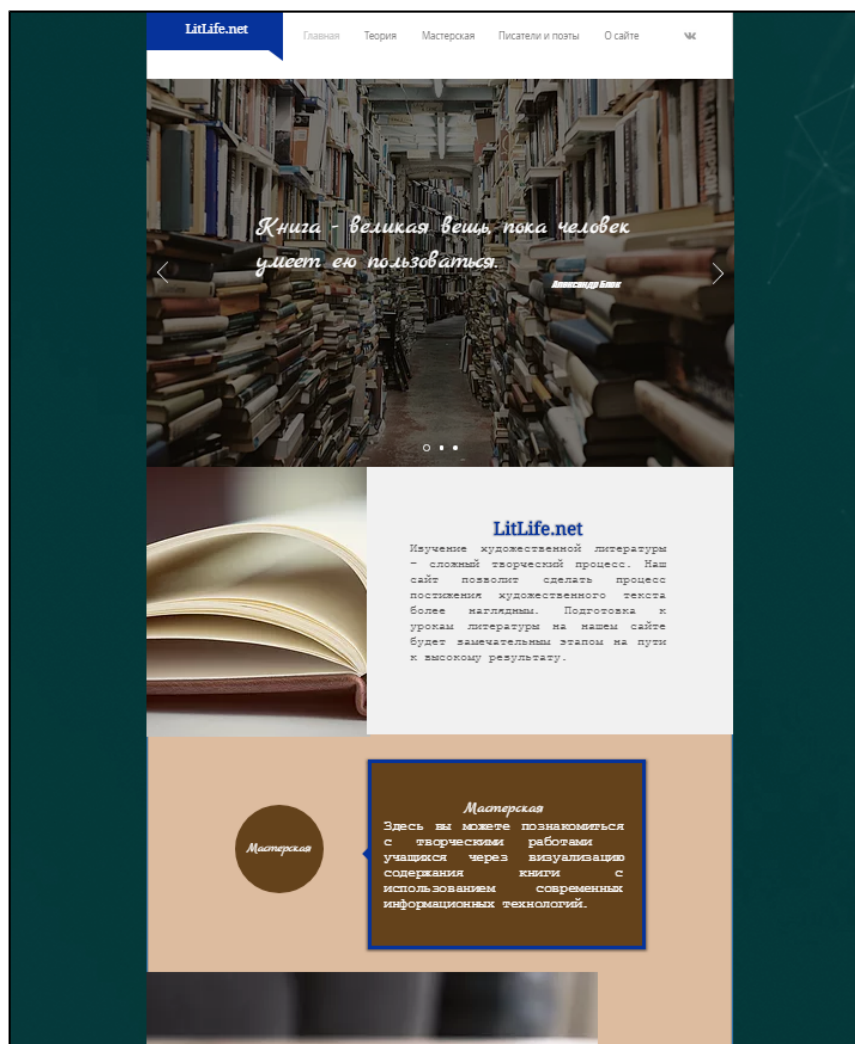 LitLife.net
Главная Теория Мастерская Писатели и поэты О сайте
Книга - великая вещь, пока человек
умеет ею пользоваться.
Александр Блок
LitLife.net
Изучение художественной литературы
– сложный творческий процесс. Наш
сайт позволит сделать процесс
постижения художественного текста
более наглядным. Подготовка к
урокам литературы на нашем сайте
будет замечательным этапом на пути
к высокому результату.
Мастерская
Мастерская
Здесь вы можете познакомиться
с творческими работами
учащихся через визуализацию
содержания книги с
использованием современных
информационных технологий.